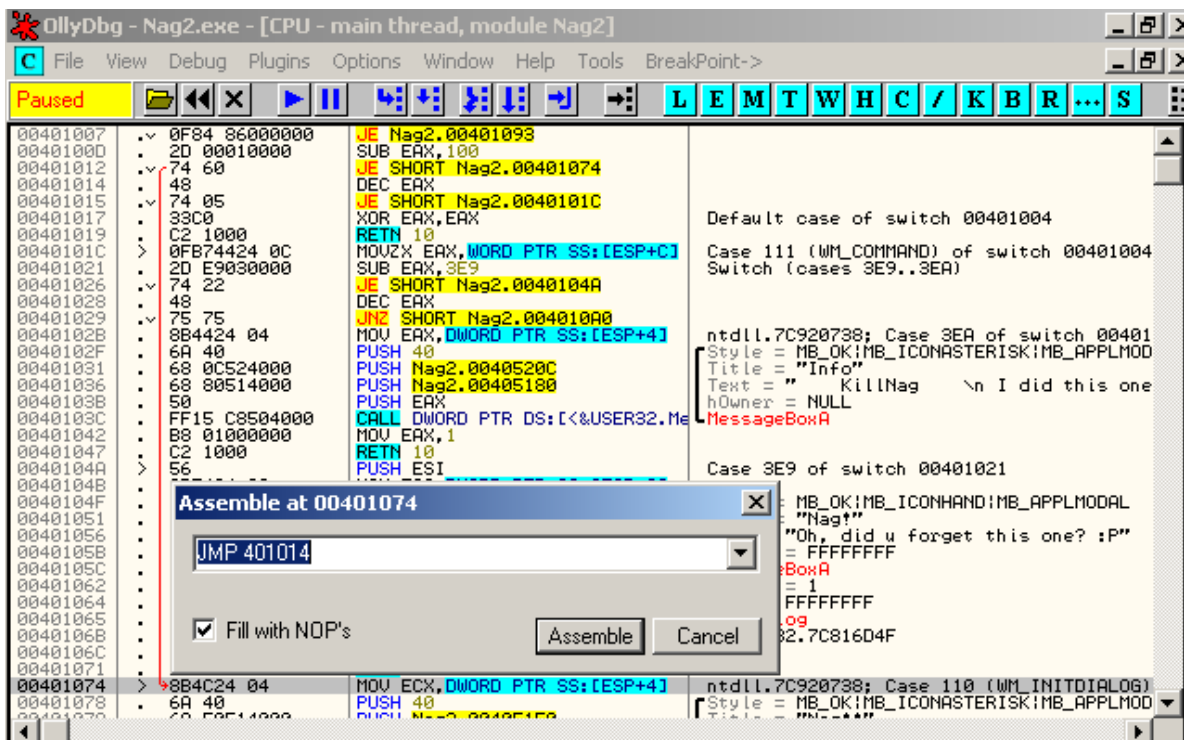 OllyDbg - Nag2.exe - [CPU - main thread, module Nag2]
C File View Debug Plugins Options Window Help Tools BreakPoint->
Paused L E M T W H C / K B R ... S
00401007 .v 0F84 86000000 JE Nag2.00401093
0040100D . 2D 00010000 SUB EAX,100
00401012 .v 74 60 JE SHORT Nag2.00401074
00401014 . 48 DEC EAX
00401015 .v 74 05 JE SHORT Nag2.0040101C
00401017 . 33C0 XOR EAX,EAX Default case of switch 00401004
00401019 . C2 1000 RETN 10
0040101C > 0FB74424 0C MOVZX EAX,WORD PTR SS:[ESP+C] Case 111 (WM_COMMAND) of switch 00401004
00401021 . 2D E9030000 SUB EAX,3E9 Switch (cases 3E9..3EA)
00401026 .v 74 22 JE SHORT Nag2.0040104A
00401028 . 48 DEC EAX
00401029 .v 75 75 JNZ SHORT Nag2.004010A0
0040102B . 8B4424 04 MOV EAX,DWORD PTR SS:[ESP+4] ntdll.7C920738; Case 3EA of switch 00401
0040102F . 6A 40 PUSH 40 Style = MB_OK|MB_ICONASTERISK|MB_APPLMOD
00401031 . 68 0C524000 PUSH Nag2.0040520C Title = "Info"
00401036 . 68 80514000 PUSH Nag2.00405180 Text = " KillNag \n I did this one
0040103B . 50 PUSH EAX hOwner = NULL
0040103C . FF15 C8504000 CALL DWORD PTR DS:[<&USER32.Me MessageBoxA
00401042 . B8 01000000 MOV EAX,1
00401047 . C2 1000 RETN 10
0040104A > 56 PUSH ESI Case 3E9 of switch 00401021
0040104B .
0040104F . = MB_OK|MB_ICONHAND|MB_APPLMODAL
00401051 . = "Nag!"
00401056 . "Oh, did u forget this one? :P"
0040105B . = FFFFFFFF
0040105C . eBoxA
00401062 . = 1
00401064 . FFFFFFFF
00401065 . og
0040106B . 32.7C816D4F
0040106C .
00401071 .
Assemble at 00401074
JMP 401014
Fill with NOP's Assemble Cancel
00401074 > 8B4C24 04 MOV ECX,DWORD PTR SS:[ESP+4] ntdll.7C920738; Case 110 (WM_INITDIALOG)
00401078 . 6A 40 PUSH 40 Style = MB_OK|MB_ICONASTERISK|MB_APPLMOD